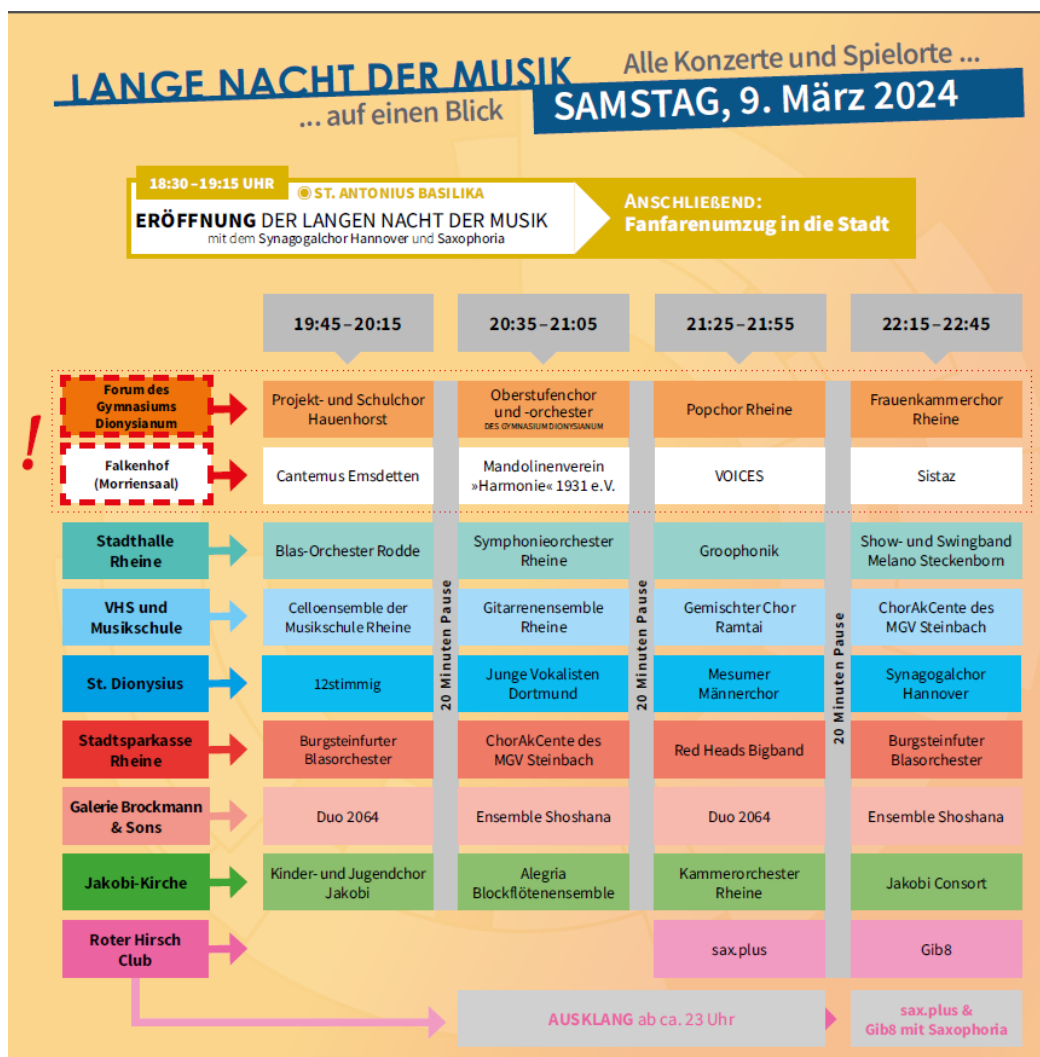 LANGE NACHT DER MUSIK
Alle Konzerte und Spielorte ...
... auf einen Blick
SAMSTAG, 9. März 2024
18:30–19:15 UHR
ST. ANTONIUS BASILIKA
ERÖFFNUNG DER LANGEN NACHT DER MUSIK
mit dem Synagogalchor Hannover und Saxophoria
ANSCHLIEßEND:
Fanfarenumzug in die Stadt
19:45–20:15
20:35–21:05
21:25–21:55
22:15–22:45
!
Forum des
Gymnasiums
Dionysianum
Projekt- und Schulchor
Hauenhorst
Oberstufenchor
und -orchester
DES GYMNASIUM DIONYSIANUM
Popchor Rheine
Frauenkammerchor
Rheine
Falkenhof
(Morriensaal)
Cantemus Emsdetten
Mandolinenverein
»Harmonie« 1931 e.V.
VOICES
Sistaz
Stadthalle
Rheine
Blas-Orchester Rodde
Symphonieorchester
Rheine
Groophonik
Show- und Swingband
Melano Steckenborn
VHS und
Musikschule
Celloensemble der
Musikschule Rheine
Gitarrenensemble
Rheine
Gemischter Chor
Ramtai
ChorAkCente des
MGV Steinbach
St. Dionysius
12stimmig
Junge Vokalisten
Dortmund
Mesumer
Männerchor
Synagogalchor
Hannover
Stadtsparkasse
Rheine
Burgsteinfurter
Blasorchester
ChorAkCente des
MGV Steinbach
Red Heads Bigband
Burgsteinfuter
Blasorchester
Galerie Brockmann
& Sons
Duo 2064
Ensemble Shoshana
Duo 2064
Ensemble Shoshana
Jakobi-Kirche
Kinder- und Jugendchor
Jakobi
Alegria
Blockflötenensemble
Kammerorchester
Rheine
Jakobi Consort
Roter Hirsch
Club
sax.plus
Gib8
20 Minuten Pause
20 Minuten Pause
20 Minuten Pause
AUSKLANG ab ca. 23 Uhr
sax.plus &
Gib8 mit Saxophoria